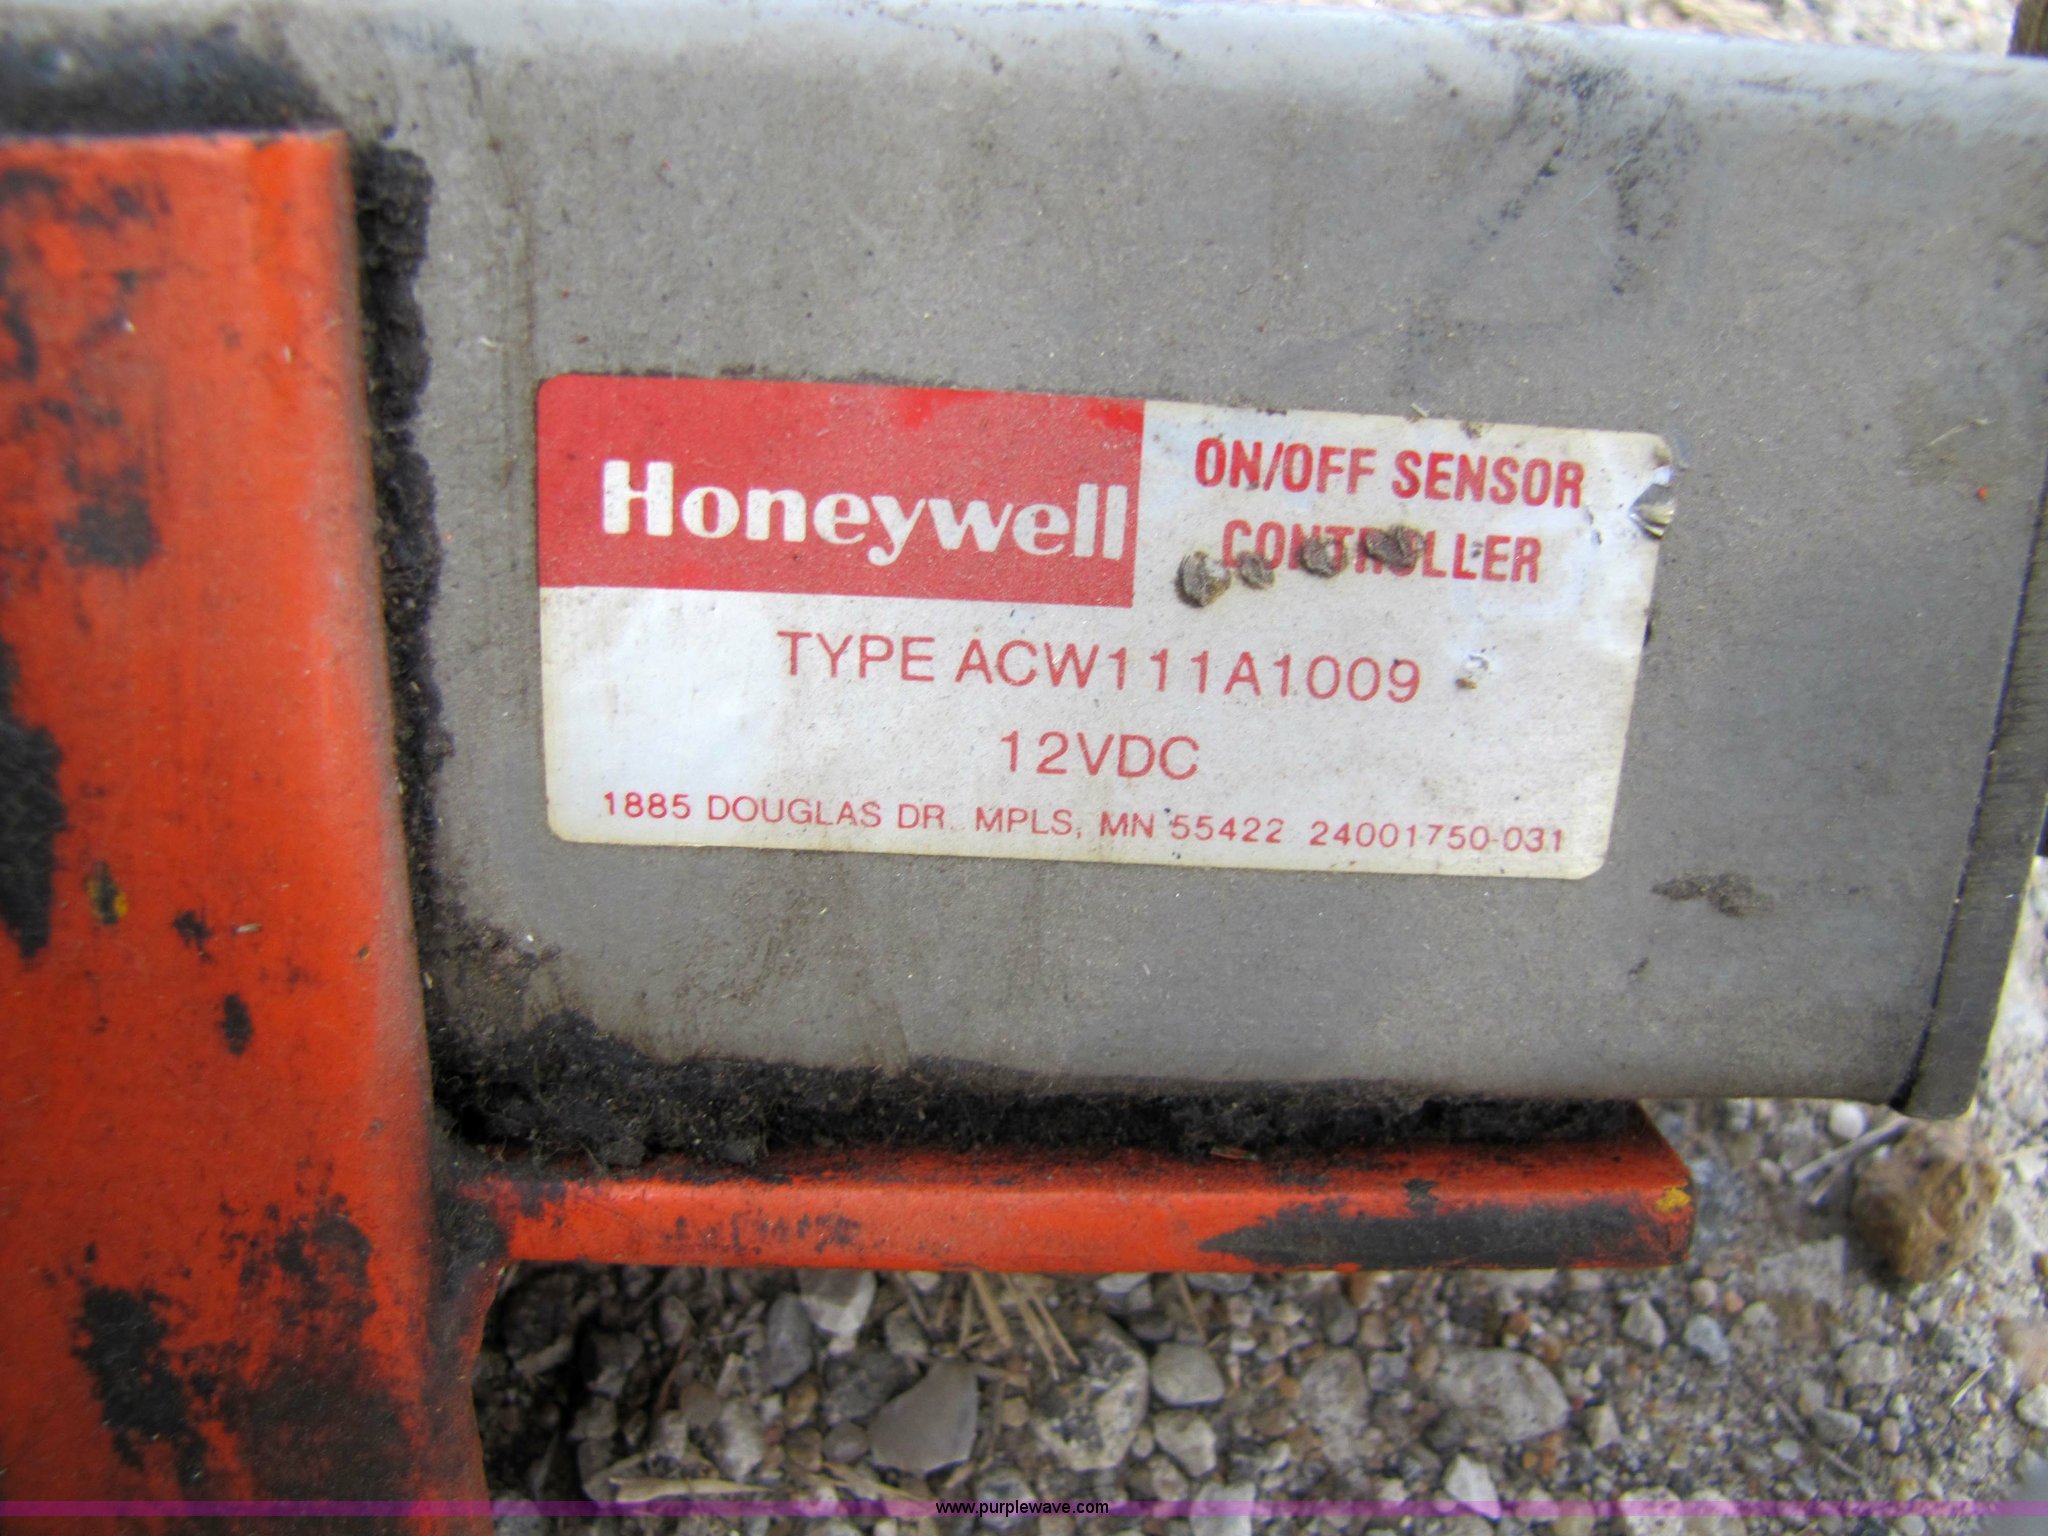 Honeywell
ON/OFF SENSOR
CONTROLLER
TYPE ACW111A1009
12VDC
1885 DOUGLAS DR. MPLS, MN 55422 24001750-031
www.purplewave.com